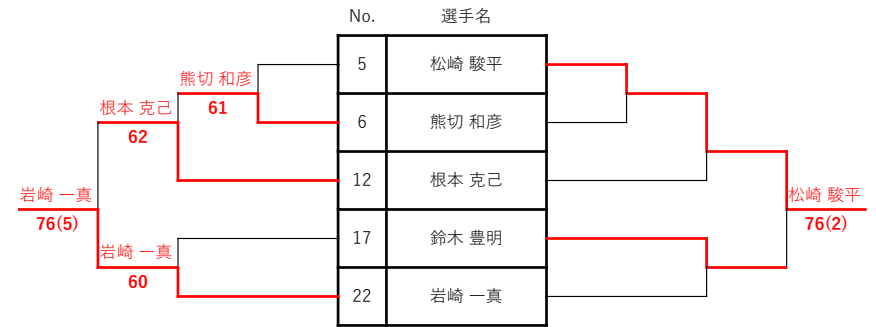 No. 選手名
5 松崎 駿平
熊切 和彦
61
根本 克己
62
6 熊切 和彦
12 根本 克己
岩崎 一真
76(5)
松崎 駿平
76(2)
17 鈴木 豊明
岩崎 一真
60
22 岩崎 一真